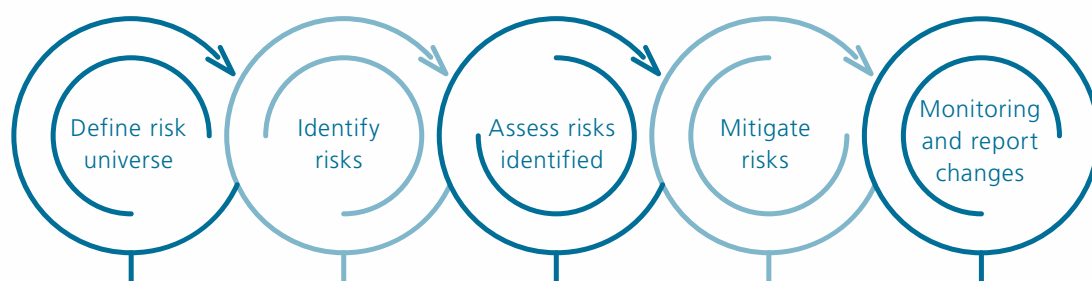 Define risk
universe
Identify
risks
Assess risks
identified
Mitigate
risks
Monitoring
and report
changes